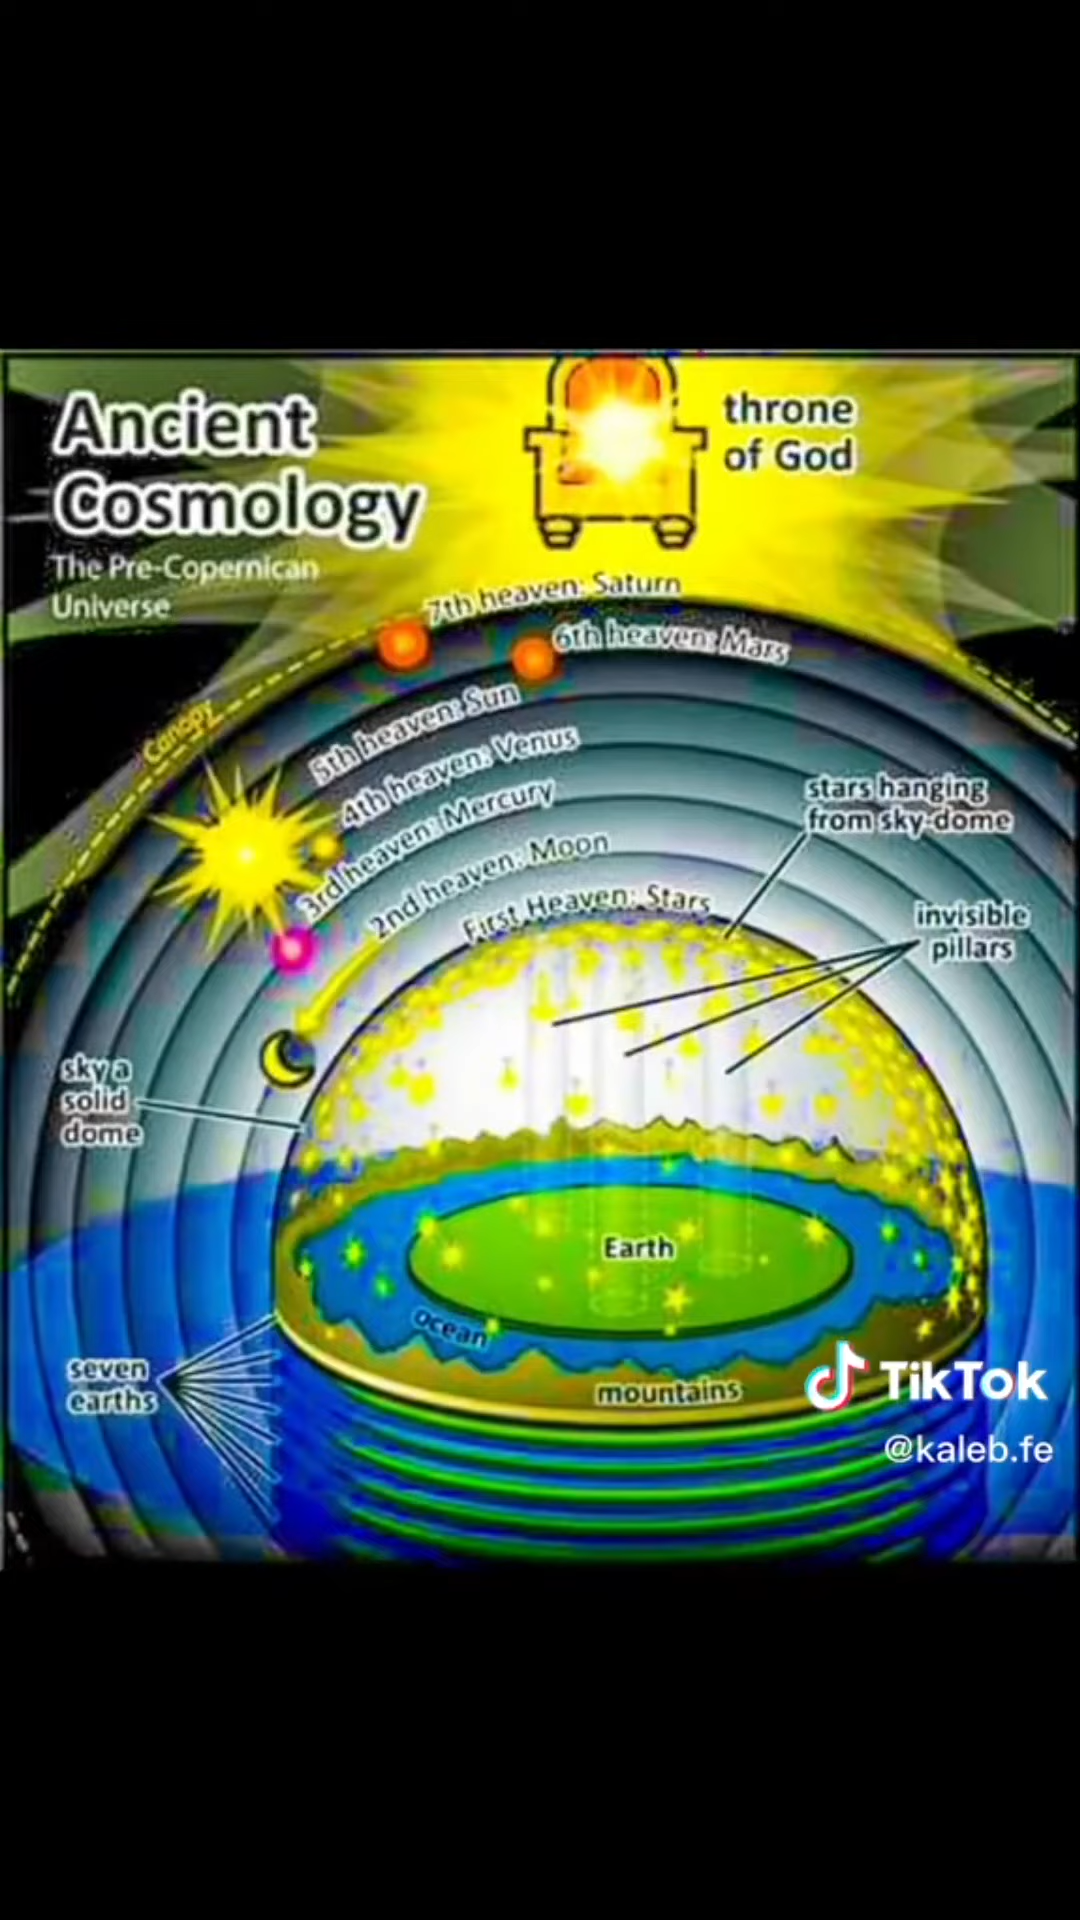 Ancient
Cosmology
The Pre-Copernican
Universe
throne
of God
7th heaven: Saturn
6th heaven: Mars
5th heaven: Sun
4th heaven: Venus
3rd heaven: Mercury
2nd heaven: Moon
First Heaven: Stars
Canopy
stars hanging
from sky-dome
invisible
pillars
sky a
solid
dome
Earth
ocean
seven
earths
mountains
TikTok
@kaleb.fe